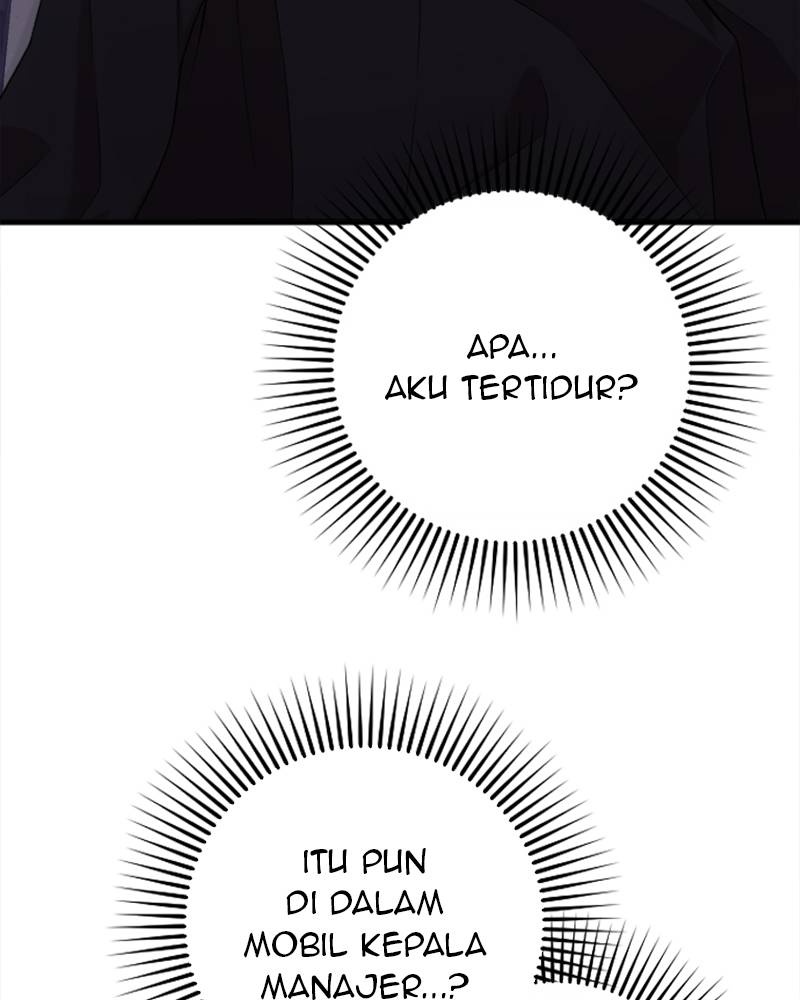 APA...
AKU TERTIDUR?
ITU PUN
DI DALAM
MOBIL KEPALA
MANAJER...?